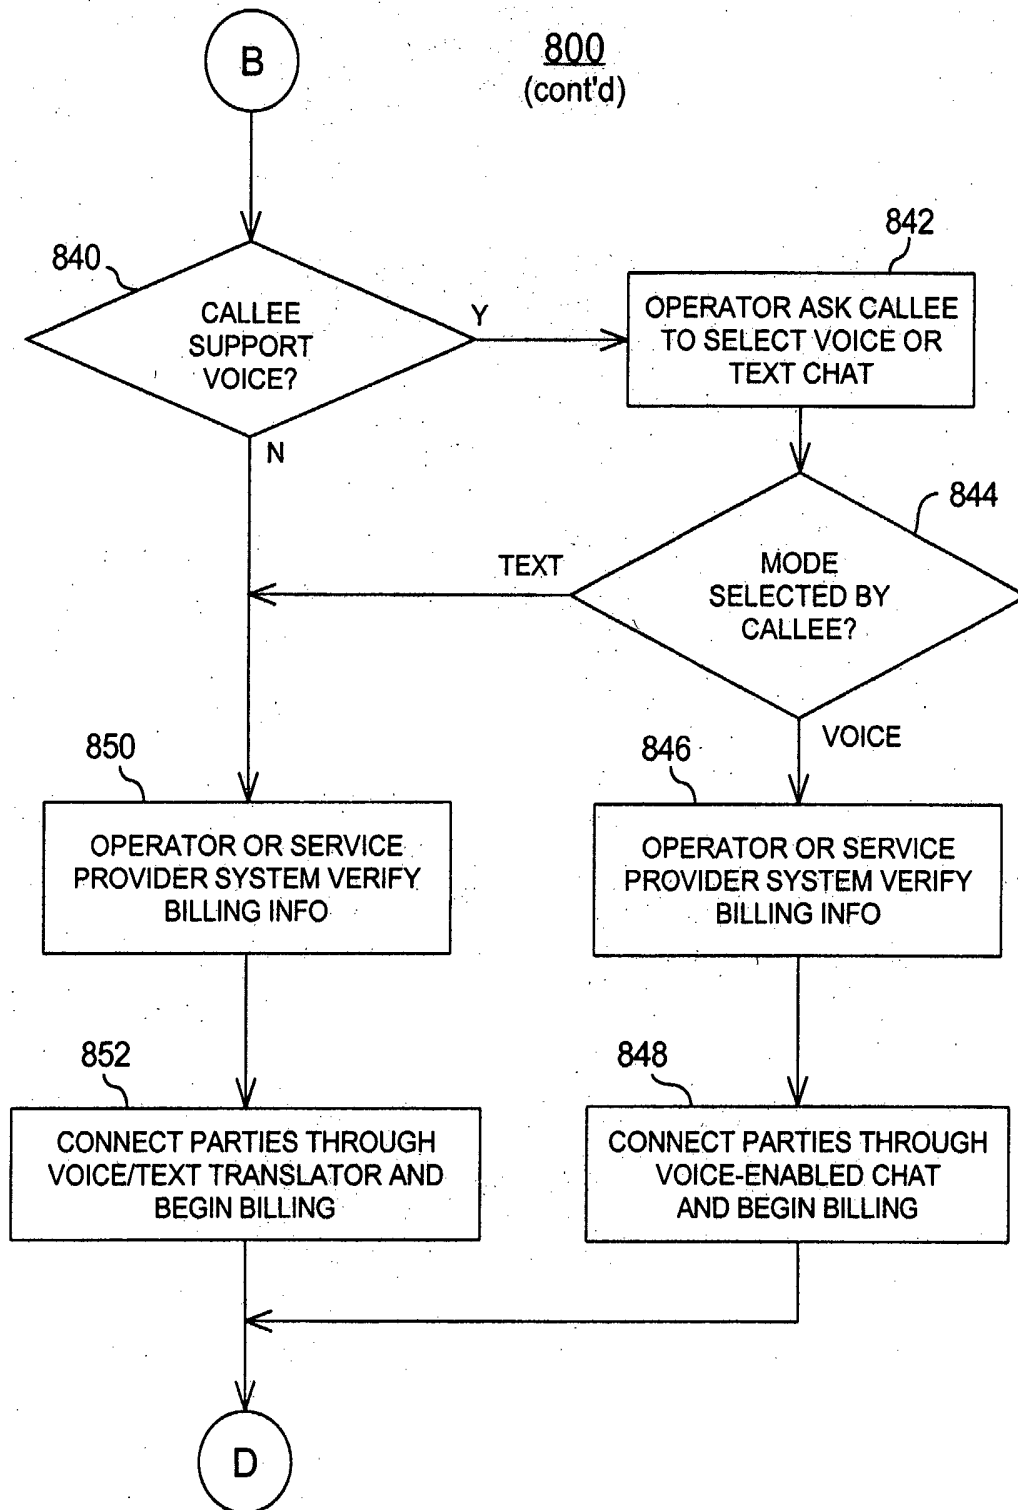 B
800
(cont'd)
840
CALLEE
SUPPORT
VOICE?
Y
N
842
OPERATOR ASK CALLEE
TO SELECT VOICE OR
TEXT CHAT
844
MODE
SELECTED BY
CALLEE?
TEXT
VOICE
850
OPERATOR OR SERVICE
PROVIDER SYSTEM VERIFY
BILLING INFO
846
OPERATOR OR SERVICE
PROVIDER SYSTEM VERIFY
BILLING INFO
852
CONNECT PARTIES THROUGH
VOICE/TEXT TRANSLATOR AND
BEGIN BILLING
848
CONNECT PARTIES THROUGH
VOICE-ENABLED CHAT
AND BEGIN BILLING
D